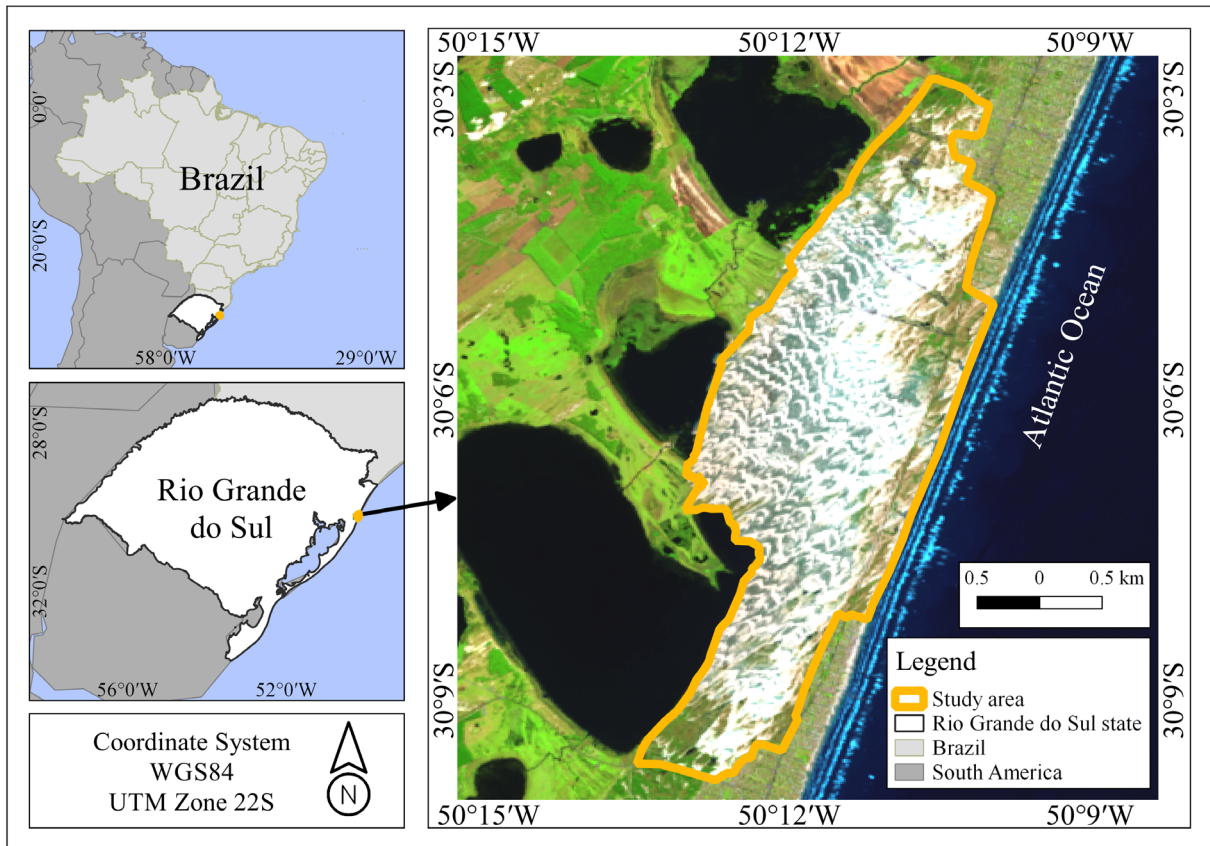 0°0′
20°0′S
Brazil
58°0′W
29°0′W
28°0′S
32°0′S
Rio Grande
do Sul
56°0′W
52°0′W
Coordinate System
WGS84
UTM Zone 22S
N
50°15′W
50°12′W
50°9′W
30°3′S
30°3′S
30°6′S
30°6′S
30°9′S
30°9′S
Atlantic Ocean
0.5 0 0.5 km
Legend
Study area
Rio Grande do Sul state
Brazil
South America
50°15′W
50°12′W
50°9′W